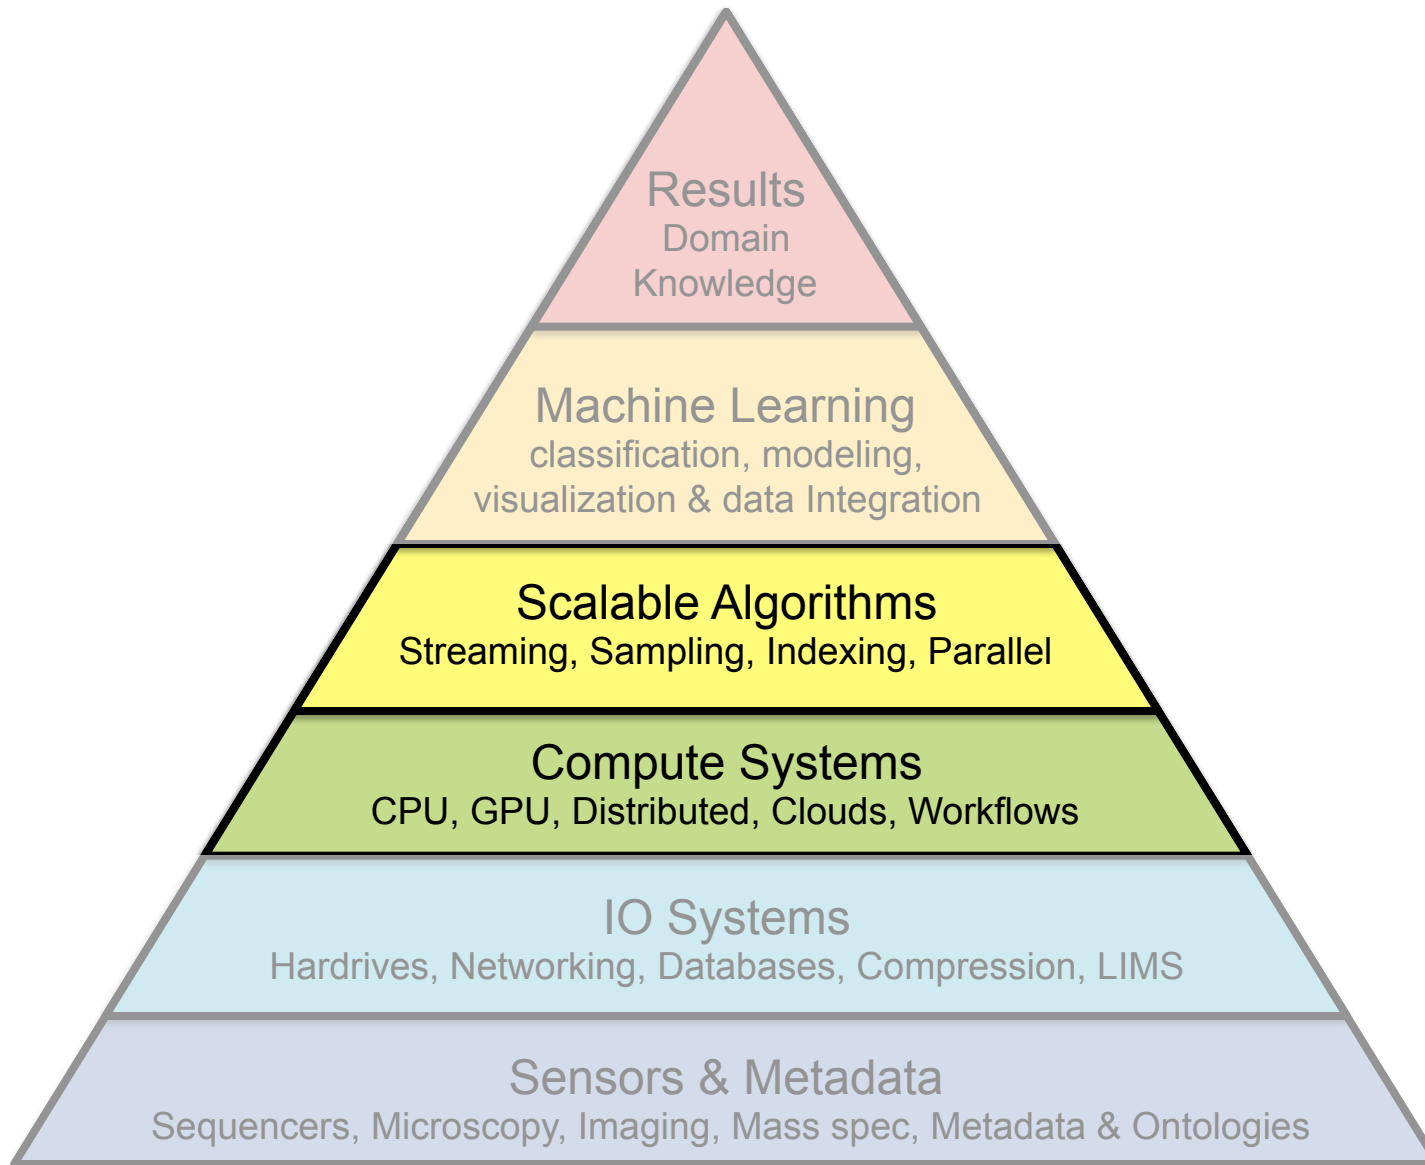 Results
Domain
Knowledge
Machine Learning
classification, modeling,
visualization & data Integration
Scalable Algorithms
Streaming, Sampling, Indexing, Parallel
Compute Systems
CPU, GPU, Distributed, Clouds, Workflows
IO Systems
Hardrives, Networking, Databases, Compression, LIMS
Sensors & Metadata
Sequencers, Microscopy, Imaging, Mass spec, Metadata & Ontologies